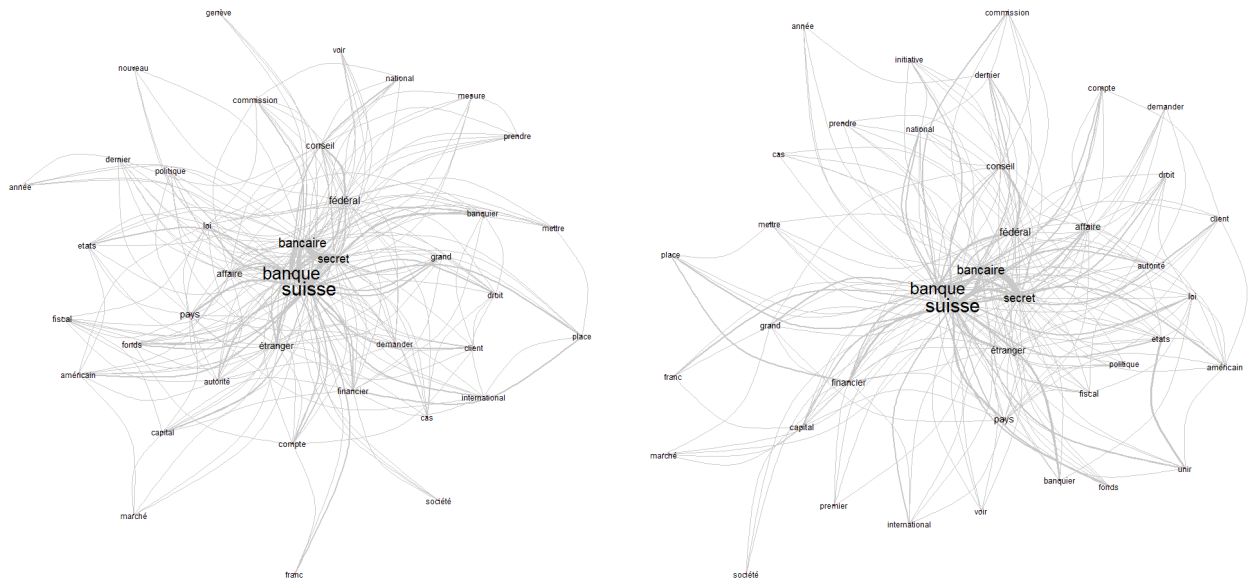 genève
voir
nouveau
national
commission
mesure
prendre
conseil
dernier
politique
année
fédéral
banquier
loi
mettre
etats
bancaire
secret
grand
affaire
banque
suisse
droit
pays
fiscal
place
fonds
étranger
demander
client
américain
autorité
financier
international
cas
capital
compte
société
marché
franc
commission
année
initiative
dernier
compte
demander
prendre
national
cas
conseil
droit
mettre
client
affaire
fédéral
place
autorité
bancaire
banque
secret
loi
suisse
grand
etats
étranger
politique
américain
franc
financier
fiscal
pays
capital
marché
unir
banquier
fonds
premier
voir
international
société